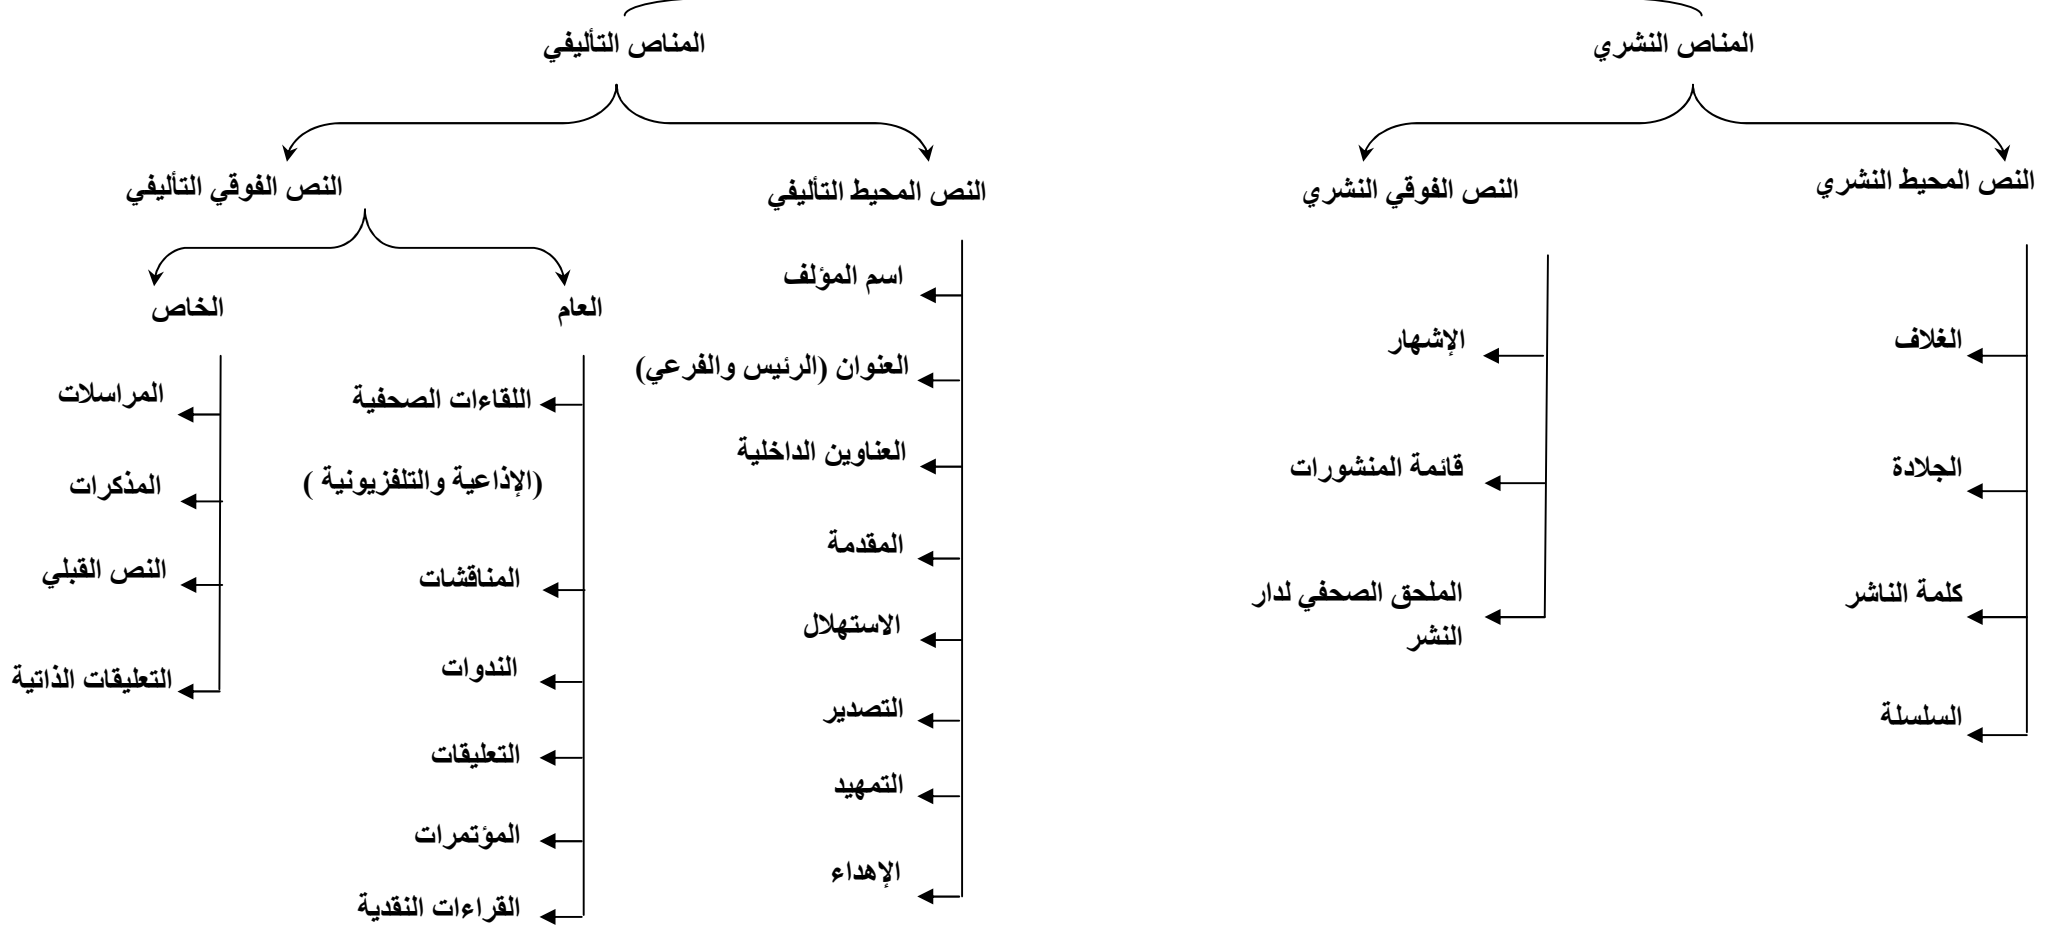 المناص النشري
المناص التأليفي
النص المحيط النشري
النص الفوقي النشري
النص المحيط التأليفي
النص الفوقي التأليفي
الغلاف
الجلادة
كلمة الناشر
السلسلة
الإشهار
قائمة المنشورات
الملحق الصحفي لدار
النشر
اسم المؤلف
العنوان (الرئيس والفرعي)
العناوين الداخلية
المقدمة
الاستهلال
التصدير
التمهيد
الإهداء
العام
الخاص
اللقاءات الصحفية
(الإذاعية والتلفزيونية )
المناقشات
الندوات
التعليقات
المؤتمرات
القراءات النقدية
المراسلات
المذكرات
النص القبلي
التعليقات الذاتية